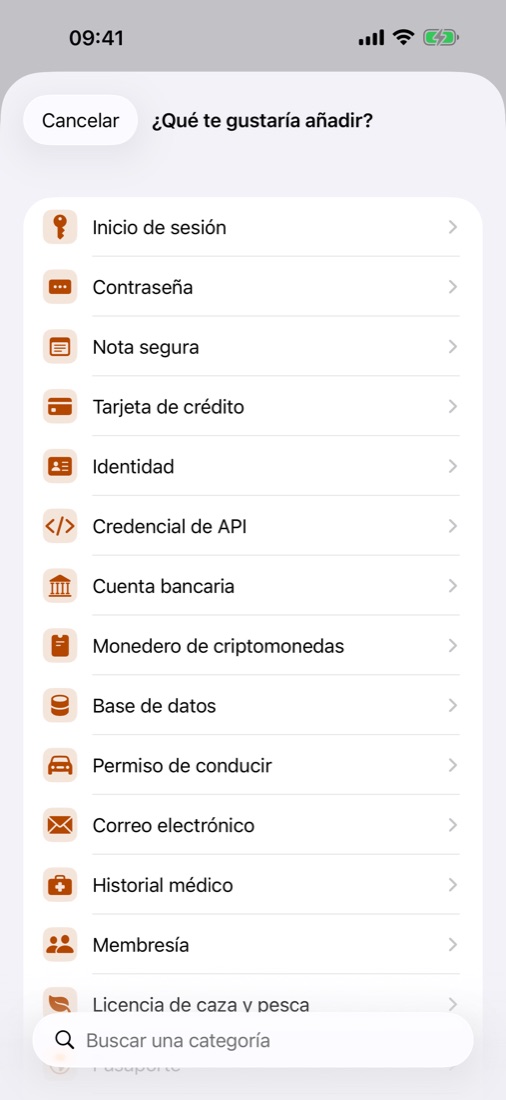 09:41
Cancelar
¿Qué te gustaría añadir?
Inicio de sesión
Contraseña
Nota segura
Tarjeta de crédito
Identidad
Credencial de API
Cuenta bancaria
Monedero de criptomonedas
Base de datos
Permiso de conducir
Correo electrónico
Historial médico
Membresía
Licencia de caza y pesca
Buscar una categoría
Pasaporte